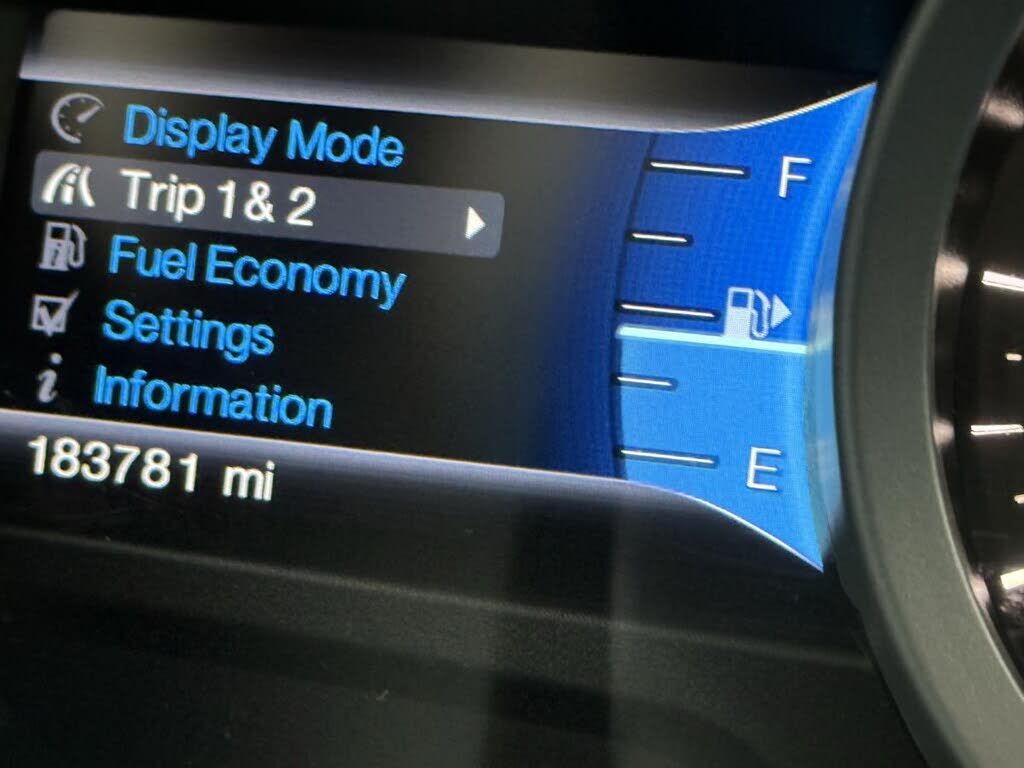 Display Mode
Trip 1 & 2
Fuel Economy
Settings
Information
183781 mi
F
E